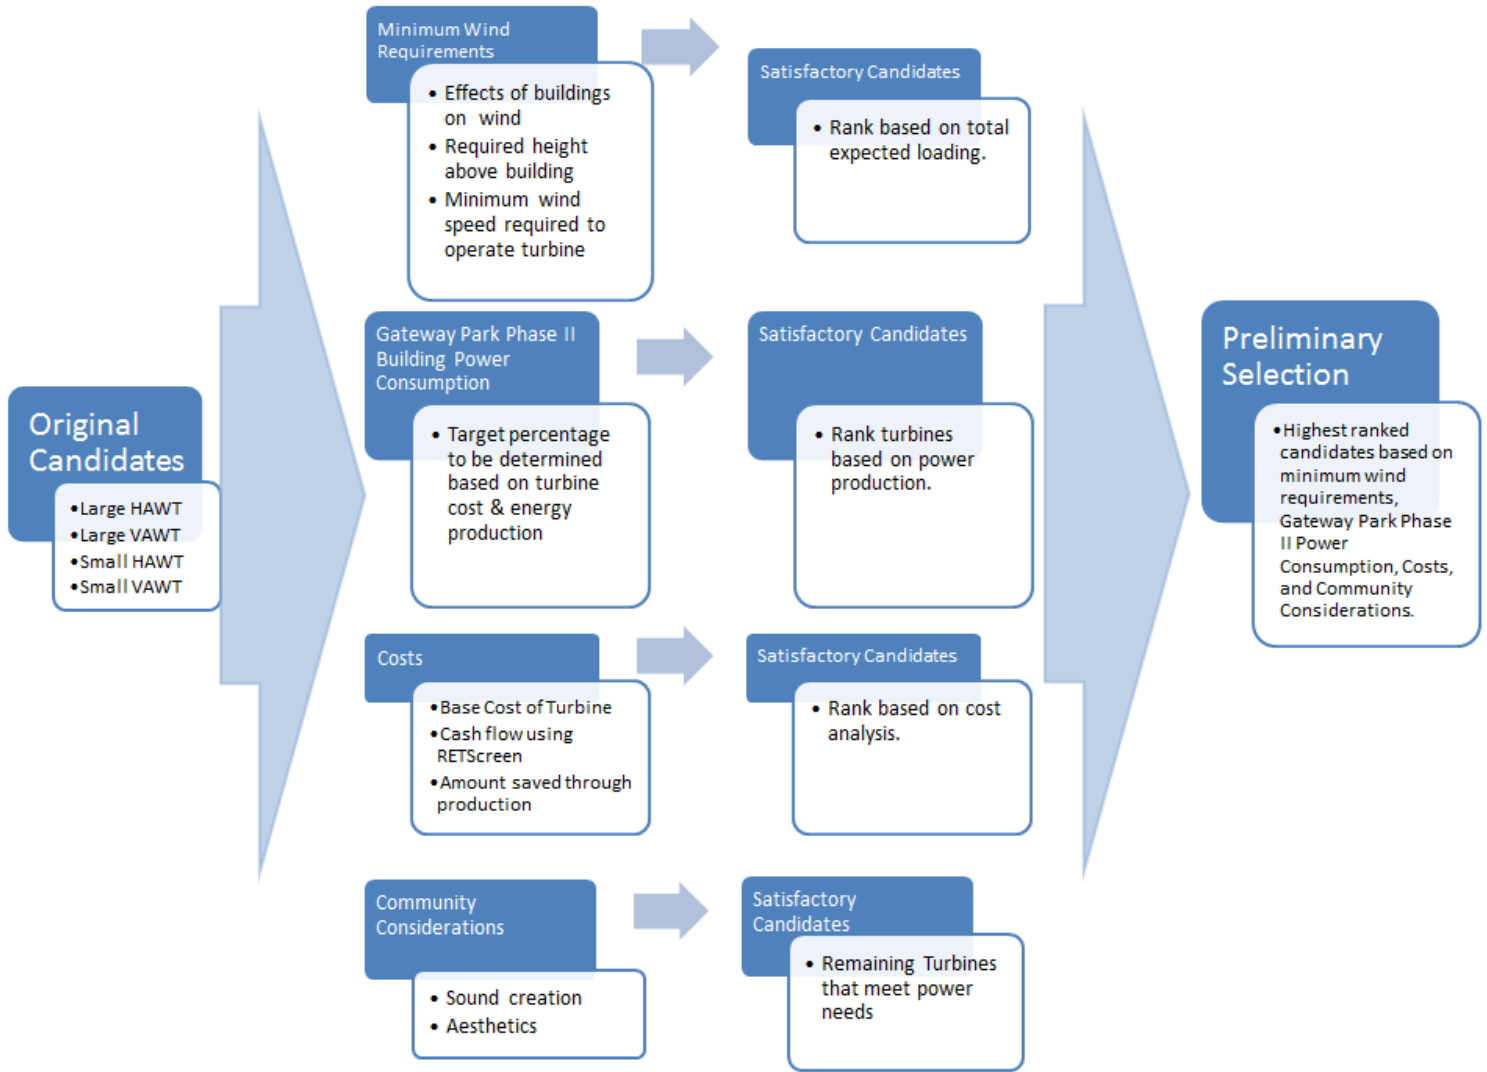 Original
Candidates
•Large HAWT
•Large VAWT
•Small HAWT
•Small VAWT
Minimum Wind
Requirements
• Effects of buildings
on wind
• Required height
above building
• Minimum wind
speed required to
operate turbine
Satisfactory Candidates
• Rank based on total
expected loading.
Gateway Park Phase II
Building Power
Consumption
• Target percentage
to be determined
based on turbine
cost & energy
production
Satisfactory Candidates
• Rank turbines
based on power
production.
Costs
•Base Cost of Turbine
•Cash flow using
RETScreen
•Amount saved through
production
Satisfactory Candidates
• Rank based on cost
analysis.
Community
Considerations
• Sound creation
• Aesthetics
Satisfactory
Candidates
• Remaining Turbines
that meet power
needs
Preliminary
Selection
•Highest ranked
candidates based on
minimum wind
requirements,
Gateway Park Phase
II Power
Consumption, Costs,
and Community
Considerations.